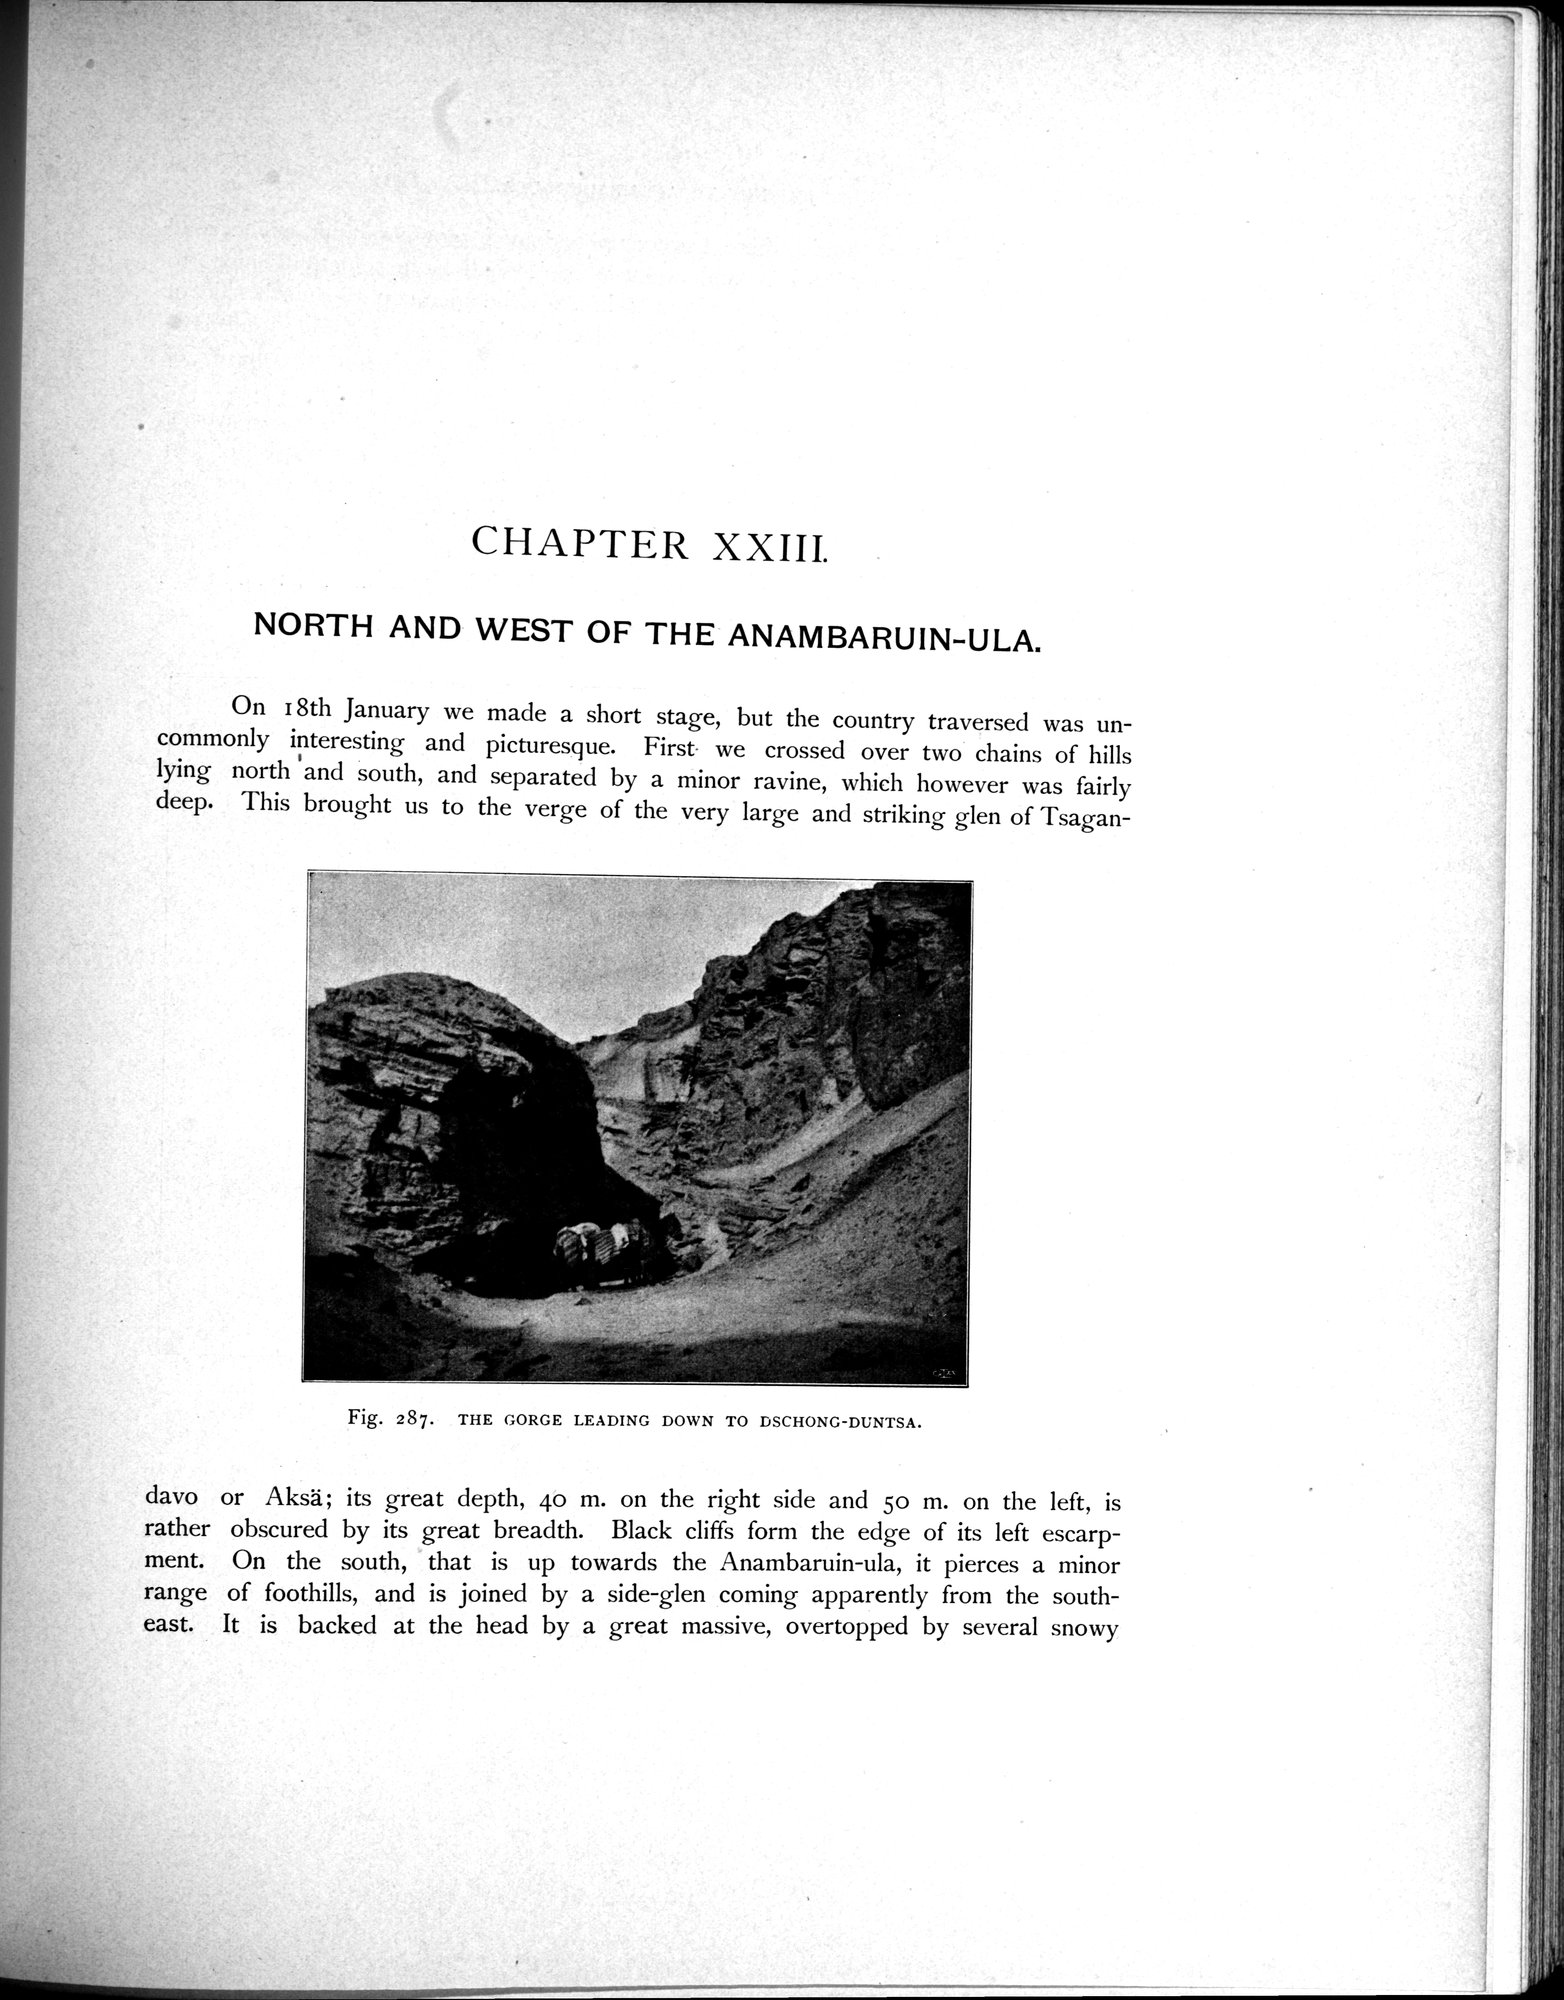 CHAPTER XXIII.
NORTH AND WEST OF THE ANAMBARUIN-ULA.
On 18th January we made a short stage, but the country traversed was un-
commonly interesting and picturesque. First we crossed over two chains of hills
lying north and south, and separated by a minor ravine, which however was fairly
deep. This brought us to the verge of the very large and striking glen of Tsagan-
Fig. 287. THE GORGE LEADING DOWN TO DSCHONG-DUNTSA.
davo or Aksä; its great depth, 40 m. on the right side and 50 m. on the left, is
rather obscured by its great breadth. Black cliffs form the edge of its left escarp-
ment. On the south, that is up towards the Anambaruin-ula, it pierces a minor
range of foothills, and is joined by a side-glen coming apparently from the south-
east. It is backed at the head by a great massive, overtopped by several snowy